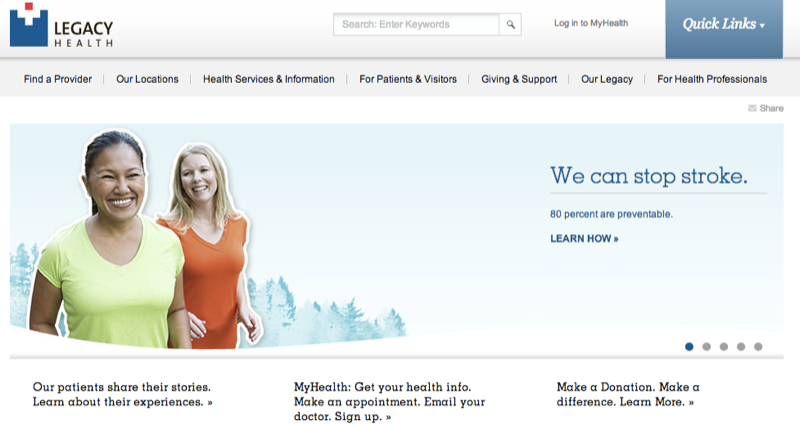 LEGACY
HEALTH
Search: Enter Keywords
Log in to MyHealth
Quick Links ▾
Find a Provider
Our Locations
Health Services & Information
For Patients & Visitors
Giving & Support
Our Legacy
For Health Professionals
Share
We can stop stroke.
80 percent are preventable.
LEARN HOW »
Our patients share their stories.
Learn about their experiences. »
MyHealth: Get your health info.
Make an appointment. Email your
doctor. Sign up. »
Make a Donation. Make a
difference. Learn More. »